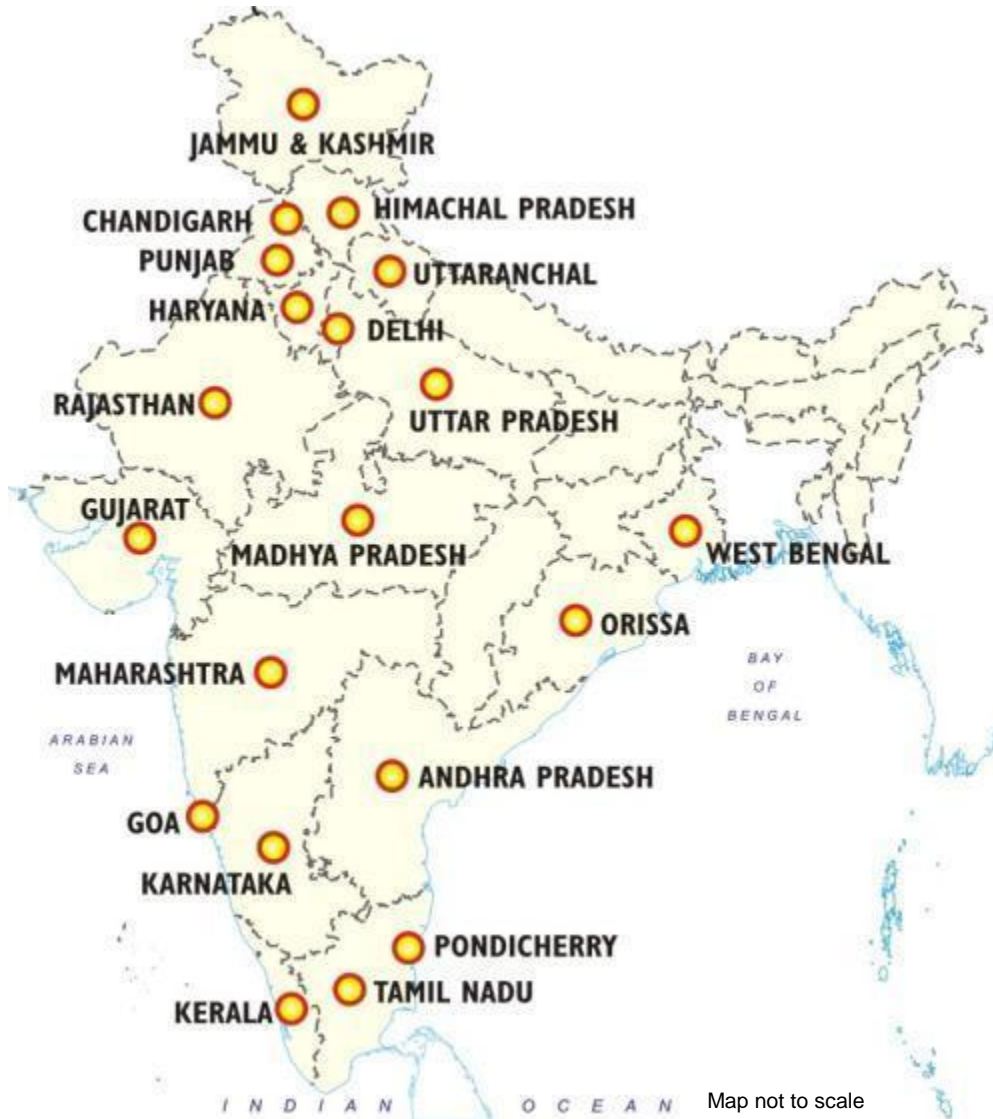 JAMMU & KASHMIR
HIMACHAL PRADESH
CHANDIGARH
PUNJAB
UTTARANCHAL
HARYANA
DELHI
RAJASTHAN
UTTAR PRADESH
GUJARAT
MADHYA PRADESH
WEST BENGAL
ORISSA
MAHARASHTRA
BAY
OF
BENGAL
ARABIAN
SEA
ANDHRA PRADESH
GOA
KARNATAKA
PONDICHERRY
TAMIL NADU
KERALA
INDIAN OCEAN
Map not to scale